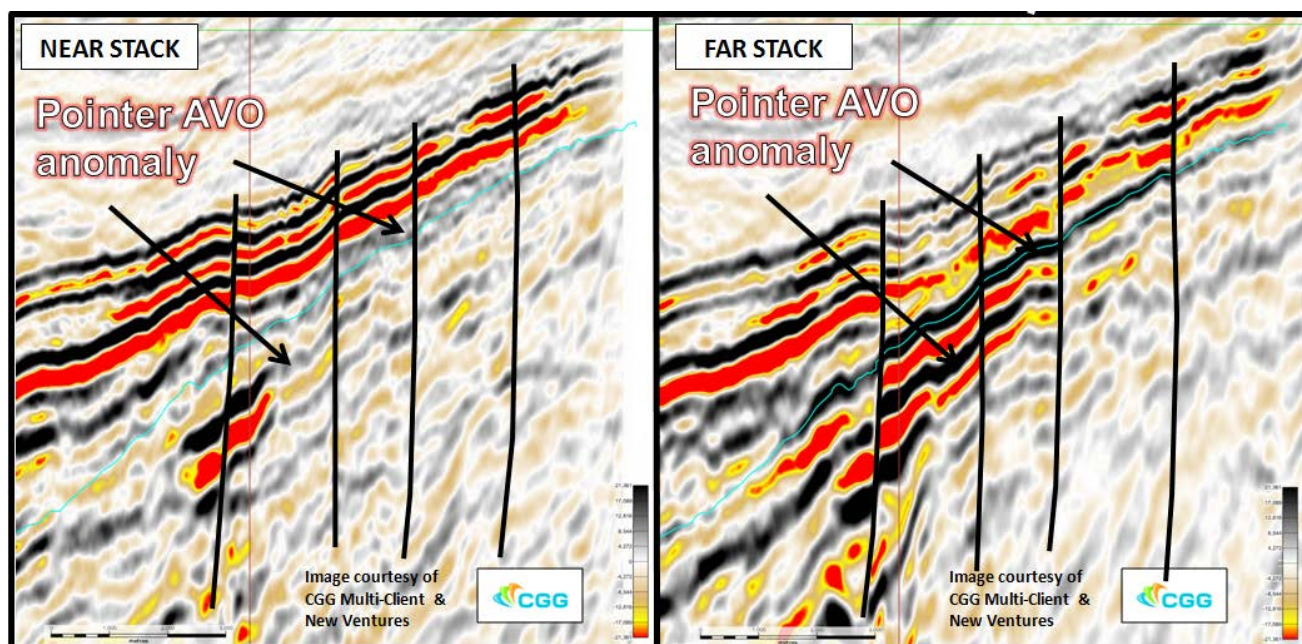 NEAR STACK
Pointer AVO
anomaly
Image courtesy of
CGG Multi-Client &
New Ventures
CGG
FAR STACK
Pointer AVO
anomaly
Image courtesy of
CGG Multi-Client &
New Ventures
CGG